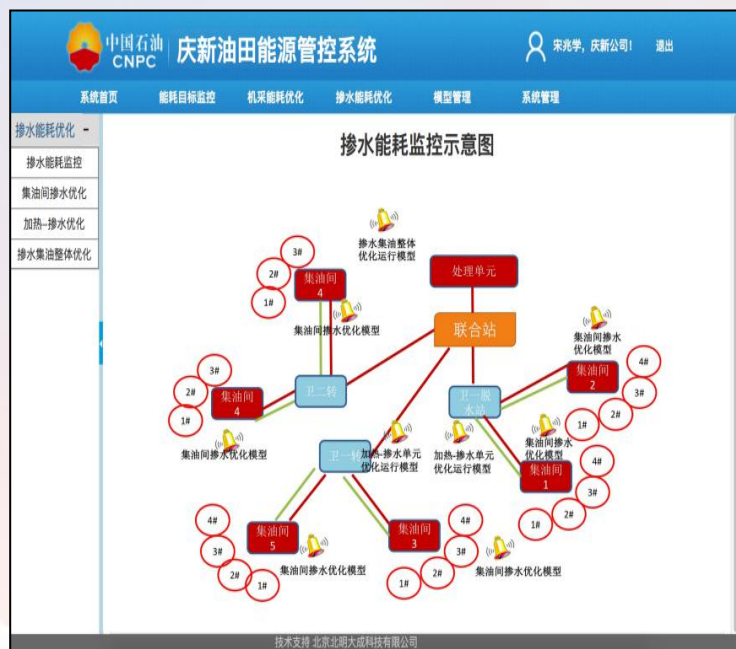 中国石油
CNPC
庆新油田能源管控系统
宋兆学，庆新公司！
退出
系统首页
能耗目标监控
机采能耗优化
掺水能耗优化
模型管理
系统管理
掺水能耗优化 -
掺水能耗监控
集油间掺水优化
加热-掺水优化
掺水集油整体优化
掺水能耗监控示意图
掺水集油整体
优化运行模型
处理单元
3#
2#
1#
集油间
4
集油间掺水优化模型
联合站
集油间掺水
优化模型
集油间
2
4#
3#
2#
1#
3#
2#
1#
集油间
4
集油间掺水优化模型
卫二转
卫一脱
水站
集油间掺水
优化模型
卫一转
加热-掺水单元
优化运行模型
加热-掺水单元
优化运行模型
集油间
1
4#
3#
2#
1#
4#
3#
2#
1#
集油间
5
集油间掺水优化模型
集油间
3
4#
3#
2#
1#
集油间掺水优化模型
技术支持 北京北明大成科技有限公司